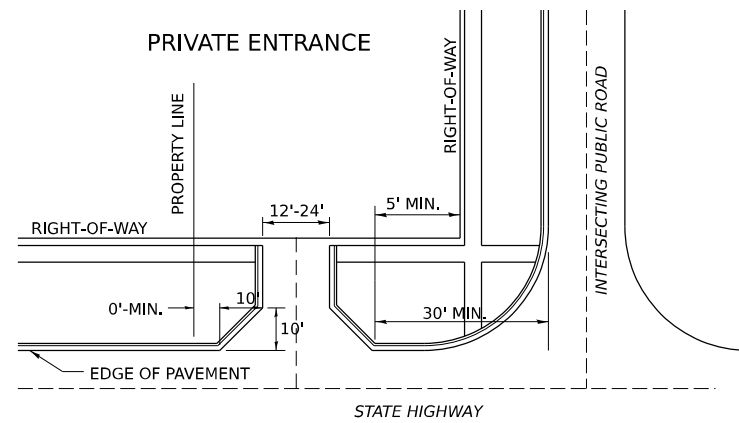 PRIVATE ENTRANCE
PROPERTY LINE
RIGHT-OF-WAY
INTERSECTING PUBLIC ROAD
12'-24'
5' MIN.
RIGHT-OF-WAY
0'-MIN.
10'
30' MIN.
10'
EDGE OF PAVEMENT
STATE HIGHWAY